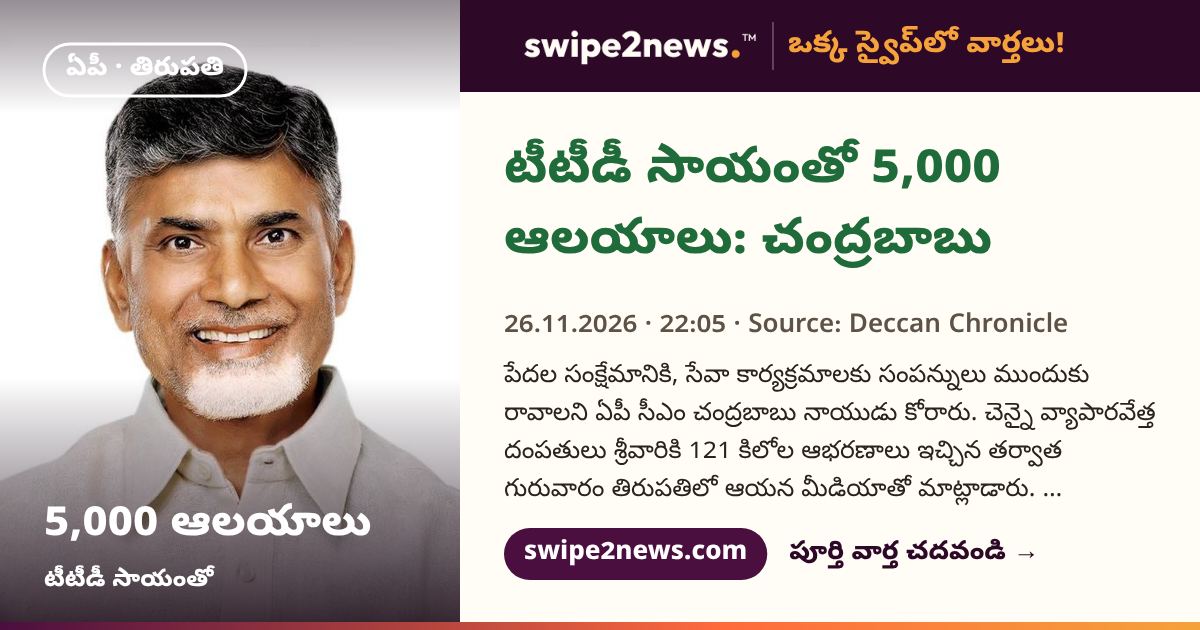 ఏపీ · తిరుపతి
5,000 ఆలయాలు
టీటీడీ సాయంతో
swipe2news.™ ఒక్క స్వైప్‌లో వార్తలు!
టీటీడీ సాయంతో 5,000
ఆలయాలు: చంద్రబాబు
26.11.2026 · 22:05 · Source: Deccan Chronicle
పేదల సంక్షేమానికి, సేవా కార్యక్రమాలకు సంపన్నులు ముందుకు
రావాలని ఏపీ సీఎం చంద్రబాబు నాయుడు కోరారు. చెన్నై వ్యాపారవేత్త
దంపతులు శ్రీవారికి 121 కిలోల ఆభరణాలు ఇచ్చిన తర్వాత
గురువారం తిరుపతిలో ఆయన మీడియాతో మాట్లాడారు. ...
swipe2news.com పూర్తి వార్త చదవండి →